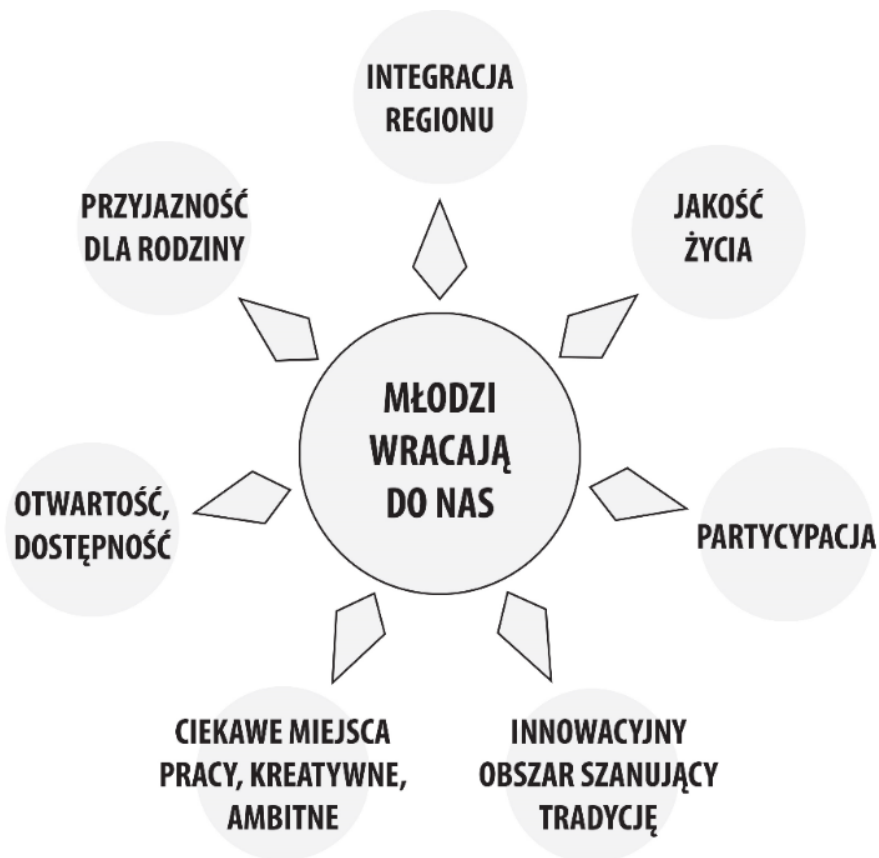 INTEGRACJA
REGIONU
PRZYJAZNOŚĆ
DLA RODZINY
JAKOŚĆ
ŻYCIA
MŁODZI
WRACAJĄ
DO NAS
OTWARTOŚĆ,
DOSTĘPNOŚĆ
PARTYCYPACJA
CIEKAWE MIEJSCA
PRACY, KREATYWNE,
AMBITNE
INNOWACYJNY
OBSZAR SZANUJĄCY
TRADYCJĘ